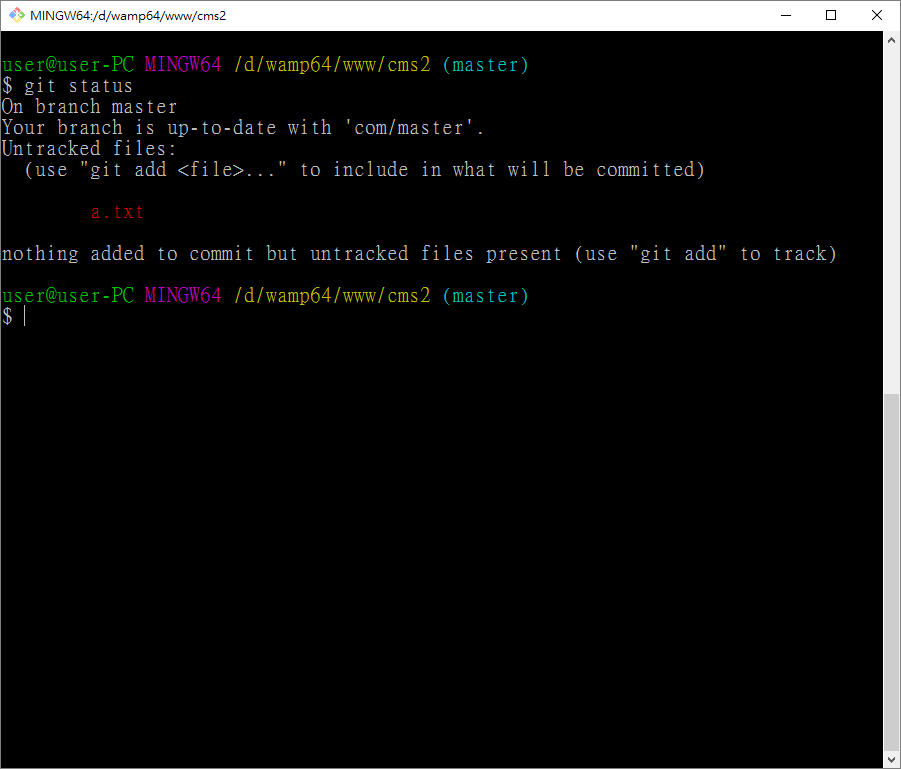 MINGW64:/d/wamp64/www/cms2
user@user-PC MINGW64 /d/wamp64/www/cms2 (master)
$ git status
On branch master
Your branch is up-to-date with 'com/master'.
Untracked files:
  (use "git add <file>..." to include in what will be committed)
        a.txt
nothing added to commit but untracked files present (use "git add" to track)
user@user-PC MINGW64 /d/wamp64/www/cms2 (master)
$